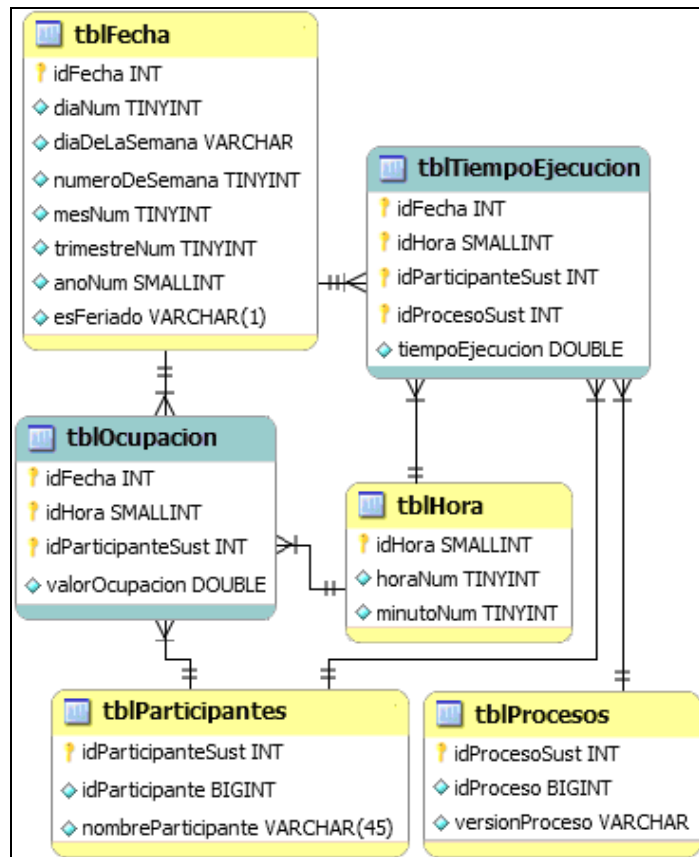 tblFecha
idFecha INT
diaNum TINYINT
diaDeLaSemana VARCHAR
numeroDeSemana TINYINT
mesNum TINYINT
trimestreNum TINYINT
anoNum SMALLINT
esFeriado VARCHAR(1)
tblTiempoEjecucion
idFecha INT
idHora SMALLINT
idParticipanteSust INT
idProcesoSust INT
tiempoEjecucion DOUBLE
tblOcupacion
idFecha INT
idHora SMALLINT
idParticipanteSust INT
valorOcupacion DOUBLE
tblHora
idHora SMALLINT
horaNum TINYINT
minutoNum TINYINT
tblParticipantes
idParticipanteSust INT
idParticipante BIGINT
nombreParticipante VARCHAR(45)
tblProcesos
idProcesoSust INT
idProceso BIGINT
versionProceso VARCHAR